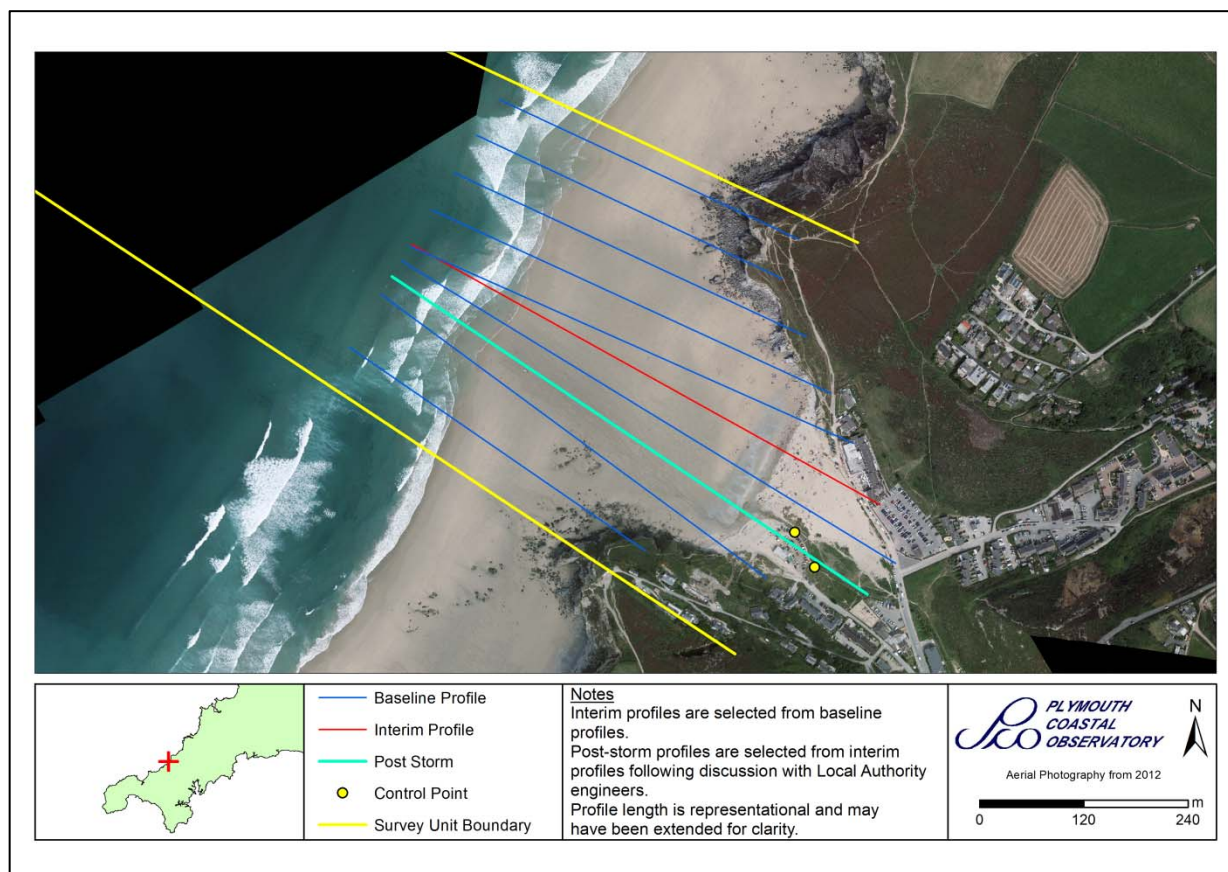 Baseline Profile
Interim Profile
Post Storm
Control Point
Survey Unit Boundary
Notes
Interim profiles are selected from baseline
profiles.
Post-storm profiles are selected from interim
profiles following discussion with Local Authority
engineers.
Profile length is representational and may
have been extended for clarity.
PCO
PLYMOUTH
COASTAL
OBSERVATORY
N
Aerial Photography from 2012
m
0 120 240